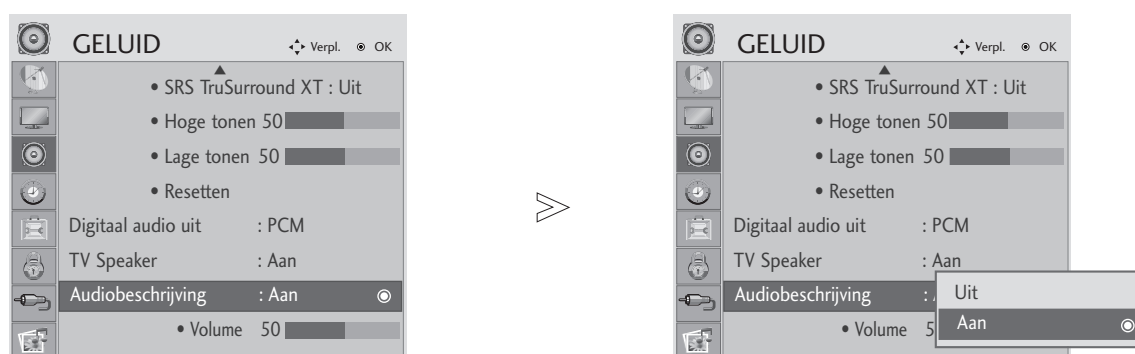 GELUID
Verpl. OK
• SRS TruSurround XT : Uit
• Hoge tonen 50
• Lage tonen 50
• Resetten
Digitaal audio uit : PCM
TV Speaker : Aan
Audiobeschrijving : Aan
• Volume 50
GELUID
Verpl. OK
• SRS TruSurround XT : Uit
• Hoge tonen 50
• Lage tonen 50
• Resetten
Digitaal audio uit : PCM
TV Speaker : Aan
Audiobeschrijving :
Uit
Aan
• Volume 5